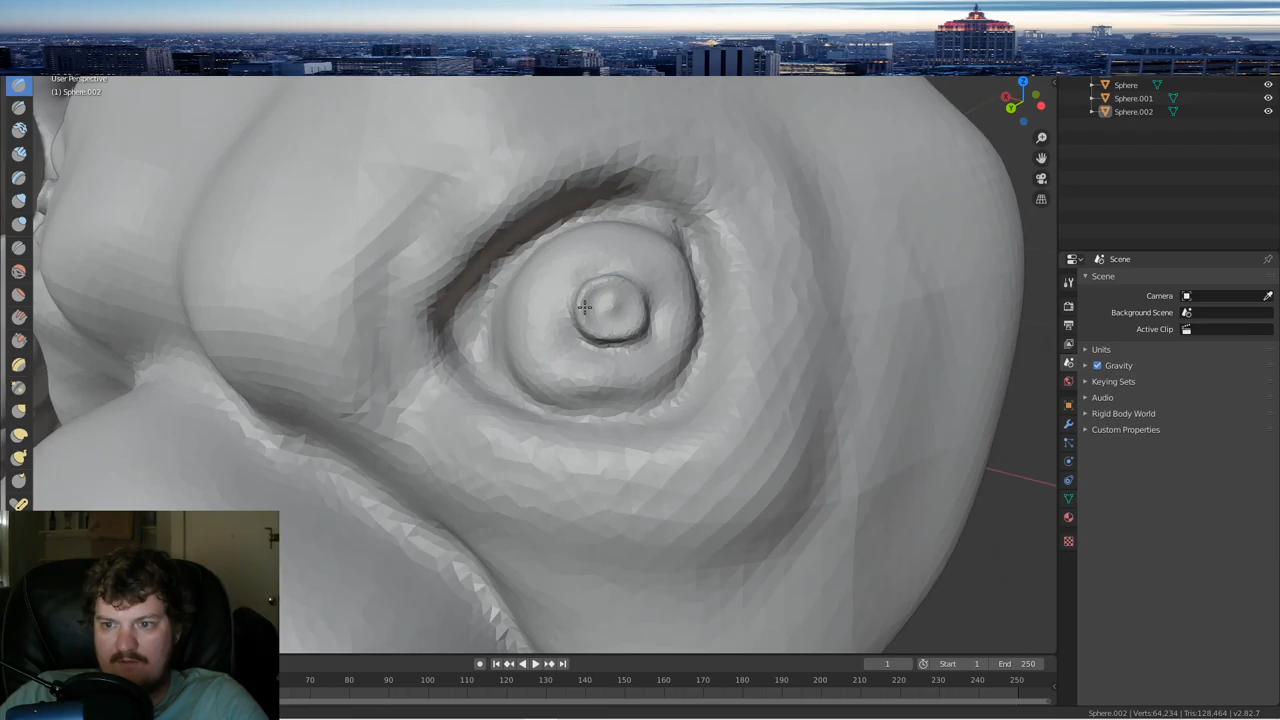 User Perspective
(1) Sphere.002
Sphere
Sphere.001
Sphere.002
X
Y
Z
Scene
Scene
Camera
Background Scene
Active Clip
Units
Gravity
Keying Sets
Audio
Rigid Body World
Custom Properties
1
Start 1
End 250
70 80 90 100 110 120 130 140 150 160 170 180 190 200 210 220 230 240 250
Sphere.002 | Verts:64,234 | Tris:128,464 | v2.82.7